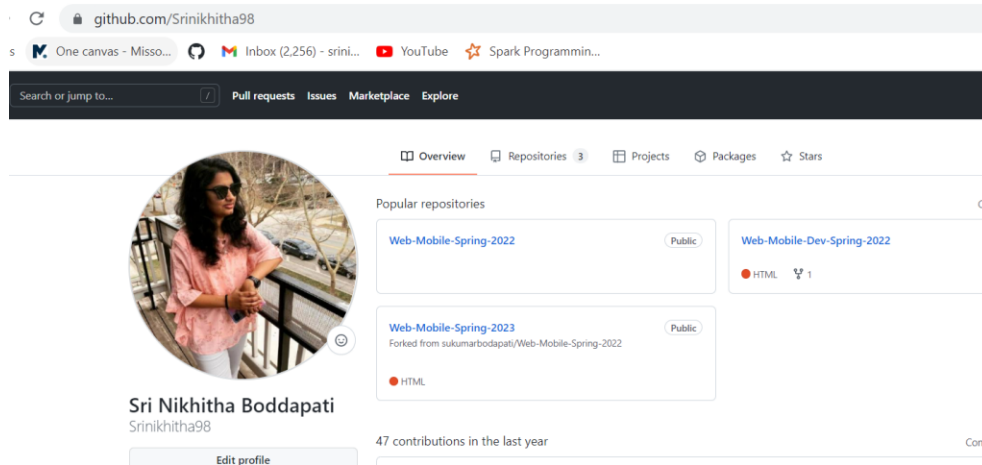 github.com/Srinikhitha98
s One canvas - Misso... Inbox (2,256) - srini... YouTube Spark Programmin...
Search or jump to... / Pull requests Issues Marketplace Explore
Overview Repositories 3 Projects Packages Stars
Popular repositories
Web-Mobile-Spring-2022 Public
Web-Mobile-Dev-Spring-2022
HTML 1
Web-Mobile-Spring-2023 Public
Forked from sukumarbodapati/Web-Mobile-Spring-2022
HTML
Sri Nikhitha Boddapati
Srinikhitha98
Edit profile
47 contributions in the last year